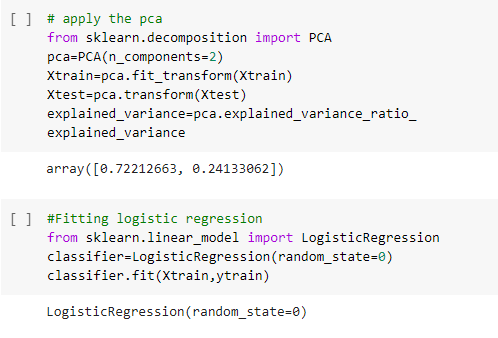 [ ] # apply the pca
from sklearn.decomposition import PCA
pca=PCA(n_components=2)
Xtrain=pca.fit_transform(Xtrain)
Xtest=pca.transform(Xtest)
explained_variance=pca.explained_variance_ratio_
explained_variance
array([0.72212663, 0.24133062])
[ ] #Fitting logistic regression
from sklearn.linear_model import LogisticRegression
classifier=LogisticRegression(random_state=0)
classifier.fit(Xtrain,ytrain)
LogisticRegression(random_state=0)